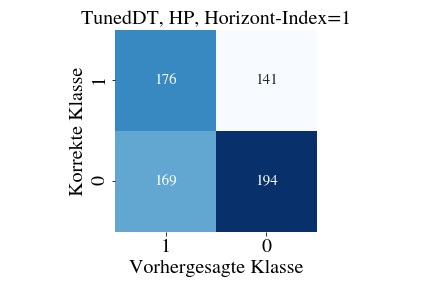 TunedDT, HP, Horizont-Index=1
Korrekte Klasse
1
176
141
0
169
194
1
0
Vorhergesagte Klasse